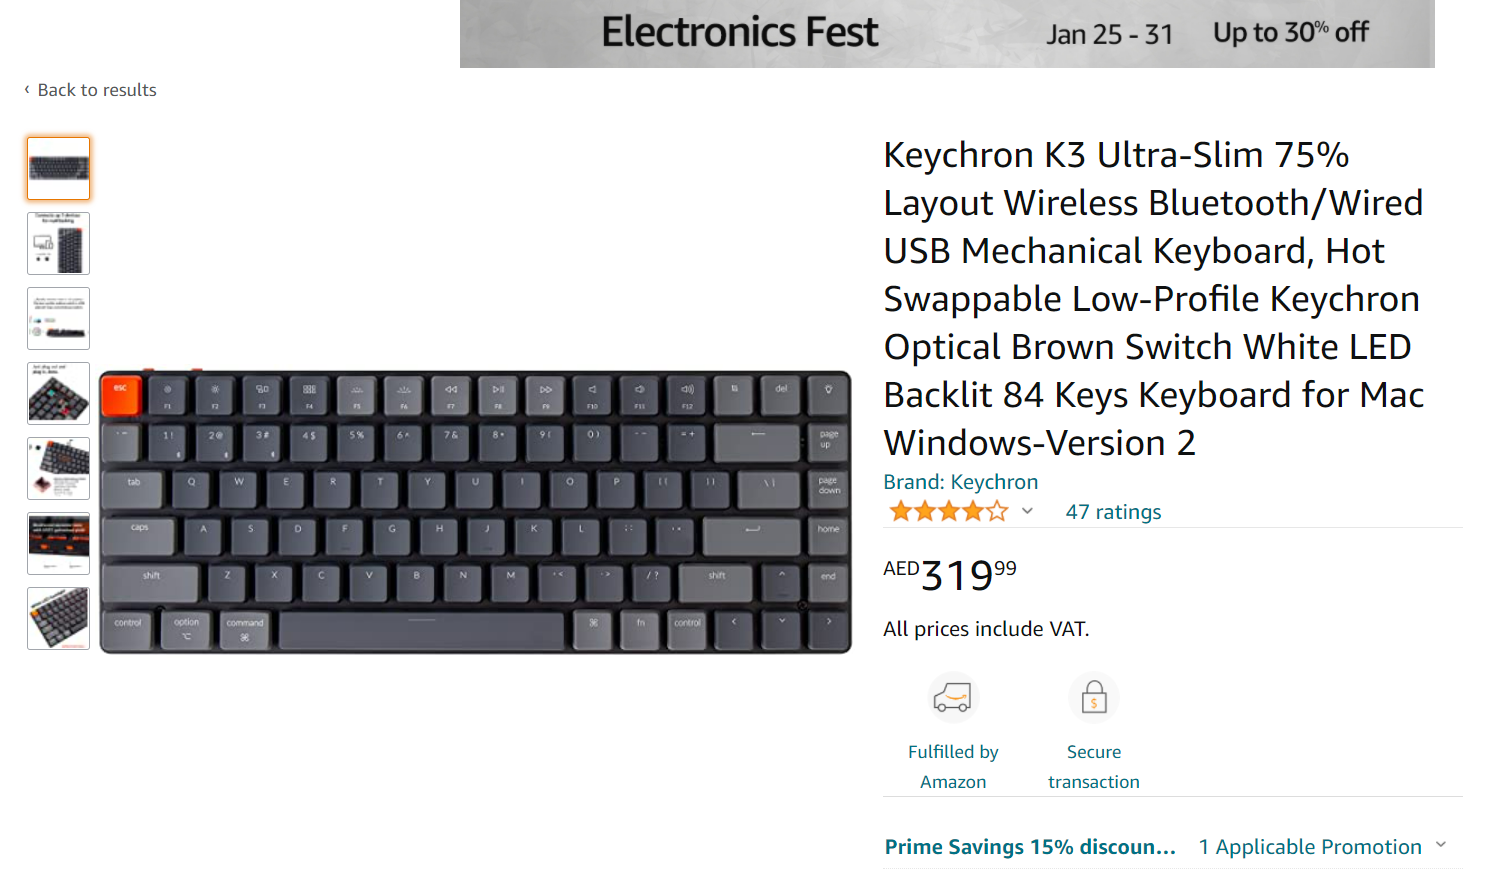 Electronics Fest
Jan 25 - 31
Up to 30% off
‹ Back to results
Keychron K3 Ultra-Slim 75%
Layout Wireless Bluetooth/Wired
USB Mechanical Keyboard, Hot
Swappable Low-Profile Keychron
Optical Brown Switch White LED
Backlit 84 Keys Keyboard for Mac
Windows-Version 2
Brand: Keychron
47 ratings
AED31999
All prices include VAT.
Fulfilled by
Amazon
Secure
transaction
Prime Savings 15% discoun...
1 Applicable Promotion
esc F1 F2 F3 F4 F5 F6 F7 F8 F9 F10 F11 F12 del
1! 2@ 3# 4$ 5% 6^ 7& 8* 9( 0) page up
tab Q W E R T Y U I O P page down
caps A S D F G H J K L home
shift Z X C V B N M /? shift end
control option command fn control